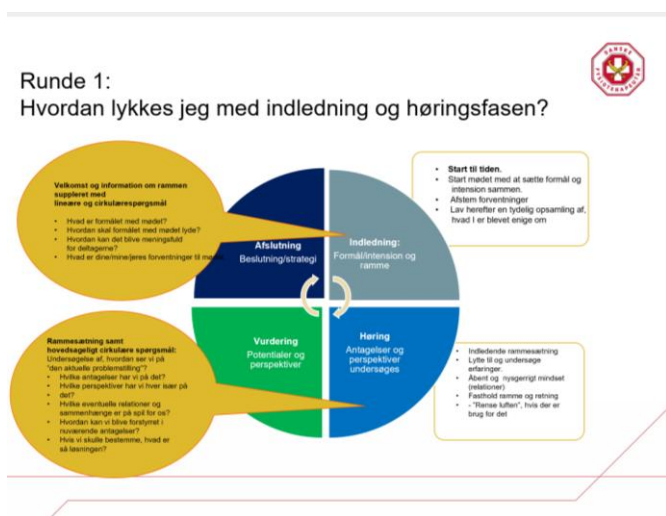 DANSKE
FYSIOTERAPEUTER
Runde 1:
Hvordan lykkes jeg med indledning og høringsfasen?
Velkomst og information om rammen
suppleret med
lineære og cirkulærespørgsmål
• Hvad er formålet med mødet?
• Hvordan skal formålet med mødet lyde?
• Hvordan kan det blive meningsfuld
for deltagerne?
• Hvad er dine/mine/jeres forventninger til
• Start til tiden.
• Start mødet med at sætte formål og
intension sammen.
• Afstem forventninger
• Lav herefter en tydelig opsamling af,
hvad I er blevet enige om
Afslutning
Beslutning/strategi
Indledning:
Formål/intension og
ramme
Vurdering
Potentialer og
perspektiver
Høring
Antagelser og
perspektiver
undersøges
Rammesætning samt
hovedsageligt cirkulære spørgsmål:
Undersøgelse af, hvordan ser vi på
"den aktuelle problemstilling"?
• Hvilke antagelser har vi på det?
• Hvilke perspektiver har vi hver især på
• det?
• Hvilke eventuelle relationer og
sammenhænge er på spil for os?
• Hvordan kan vi blive forstyrret i
nuværende antagelser?
• Hvis vi skulle bestemme, hvad er
så løsningen?
• Indledende rammesætning
• Lytte til og undersøge
erfaringer.
• Åbent og nysgerrigt mindset
(relationer)
• Fasthold ramme og retning
• - "Rense luften", hvis der er
brug for det